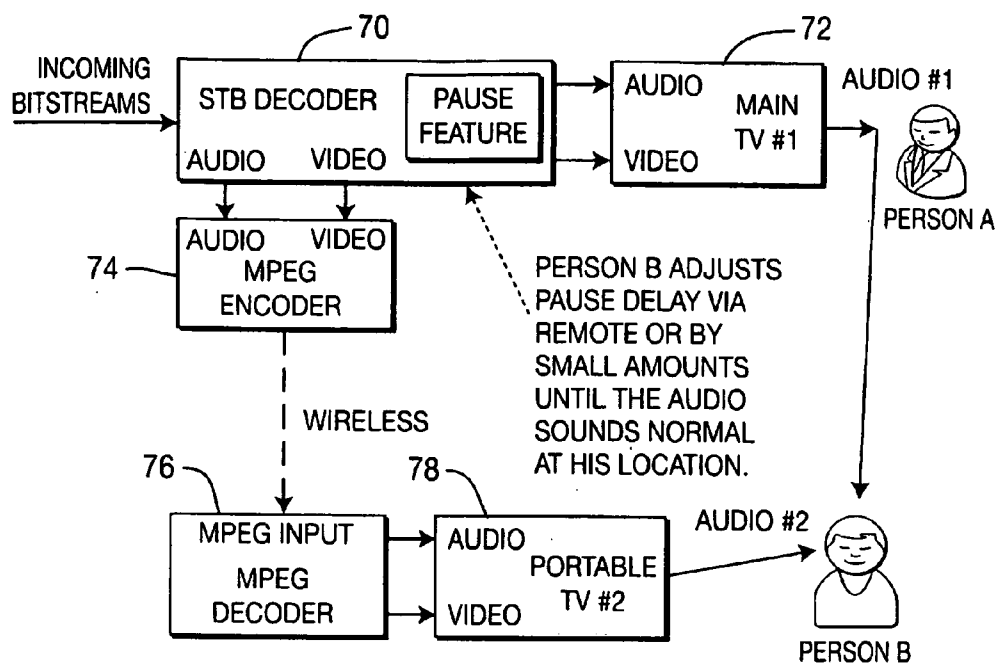 70
72
INCOMING
BITSTREAMS
STB DECODER
PAUSE
FEATURE
AUDIO VIDEO
AUDIO
VIDEO
MAIN
TV #1
AUDIO #1
PERSON A
74
AUDIO VIDEO
MPEG
ENCODER
PERSON B ADJUSTS
PAUSE DELAY VIA
REMOTE OR BY
SMALL AMOUNTS
UNTIL THE AUDIO
SOUNDS NORMAL
AT HIS LOCATION.
WIRELESS
76
78
MPEG INPUT
MPEG
DECODER
AUDIO
VIDEO
PORTABLE
TV #2
AUDIO #2
PERSON B